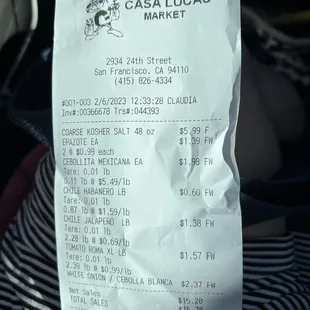 CASA LUCAS
MARKET
2934 24th Street
San Francisco, CA 94110
(415) 826-4334
#001-003 2/6/2023 12:33:28 CLAUDIA
Inv#:00366678 Trs#:044393
COARSE KOSHER SALT 48 oz $5.99 F
EPAZOTE EA $1.39 FW
2 @ $0.99 each
CEBOLLITA MEXICANA EA $1.98 FW
Tare: 0.01 lb
0.11 lb @ $5.49/lb
CHILE HABANERO LB $0.60 FW
Tare: 0.01 lb
0.87 lb @ $1.59/lb
CHILE JALAPEÑO LB $1.38 FW
Tare: 0.01 lb
2.28 lb @ $0.69/lb
TOMATO ROMA XL LB $1.57 FW
Tare: 0.01 lb
2.39 lb @ $0.99/lb
WHITE ONION / CEBOLLA BLANCA $2.37 FW
Net Sales $15.28
TOTAL SALES $15.28